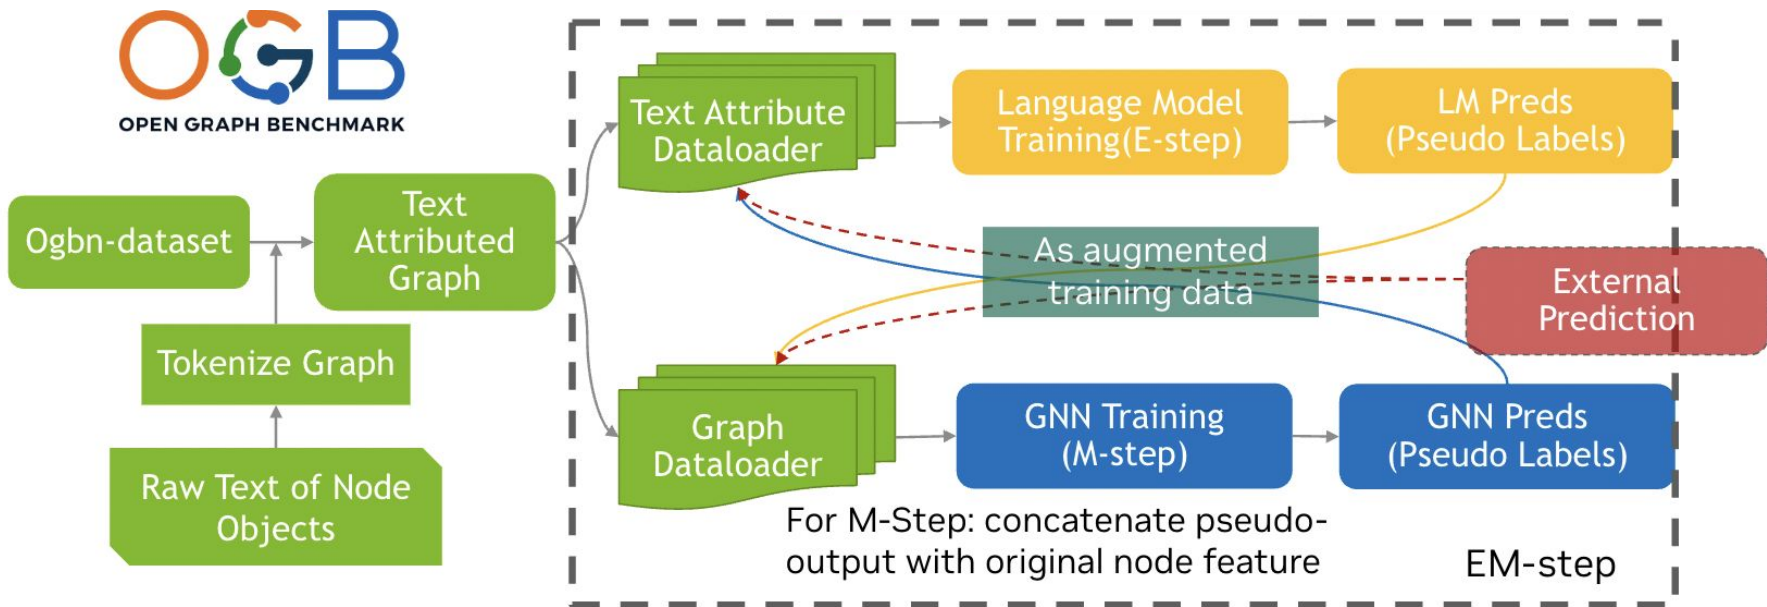 OGB
OPEN GRAPH BENCHMARK
Ogbn-dataset
Text
Attributed
Graph
Tokenize Graph
Raw Text of Node
Objects
Text Attribute
Dataloader
Language Model
Training(E-step)
LM Preds
(Pseudo Labels)
As augmented
training data
External
Prediction
Graph
Dataloader
GNN Training
(M-step)
GNN Preds
(Pseudo Labels)
For M-Step: concatenate pseudo-
output with original node feature
EM-step